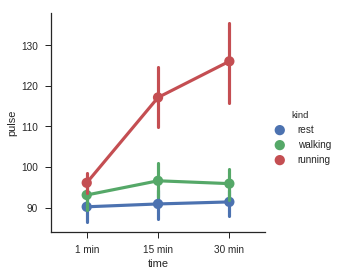 130
120
110
100
90
pulse
1 min
15 min
30 min
time
kind
rest
walking
running